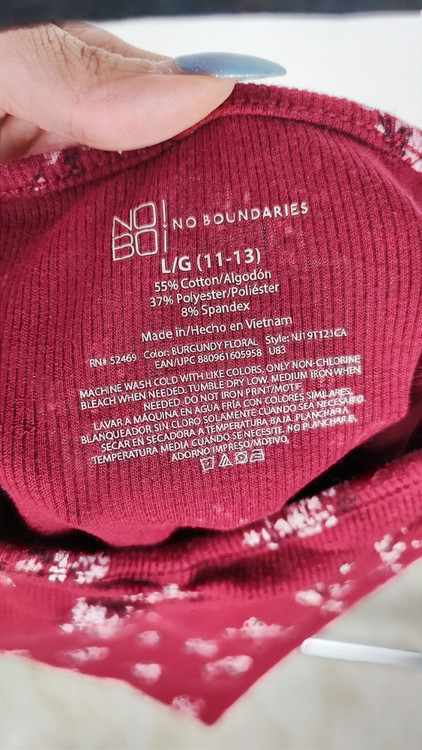 NO!
BO!
NO BOUNDARIES
L/G (11-13)
55% Cotton/Algodón
37% Polyester/Poliéster
8% Spandex
Made in/Hecho en Vietnam
RN# 52469 Color: BURGUNDY FLORAL Style: NJ19T121CA
EAN/UPC 880961605958 U83
MACHINE WASH COLD WITH LIKE COLORS, ONLY NON-CHLORINE
BLEACH WHEN NEEDED. TUMBLE DRY LOW, MEDIUM IRON WHEN
NEEDED. DO NOT IRON PRINT/MOTIF.
LAVAR A MÁQUINA EN AGUA FRÍA CON COLORES SIMILARES,
BLANQUEADOR SIN CLORO SOLAMENTE CUANDO SEA NECESARIO.
SECAR EN SECADORA A TEMPERATURA BAJA. PLANCHAR A
TEMPERATURA MEDIA CUANDO SE NECESITE. NO PLANCHAR EL
ADORNO IMPRESO/MOTIVO.